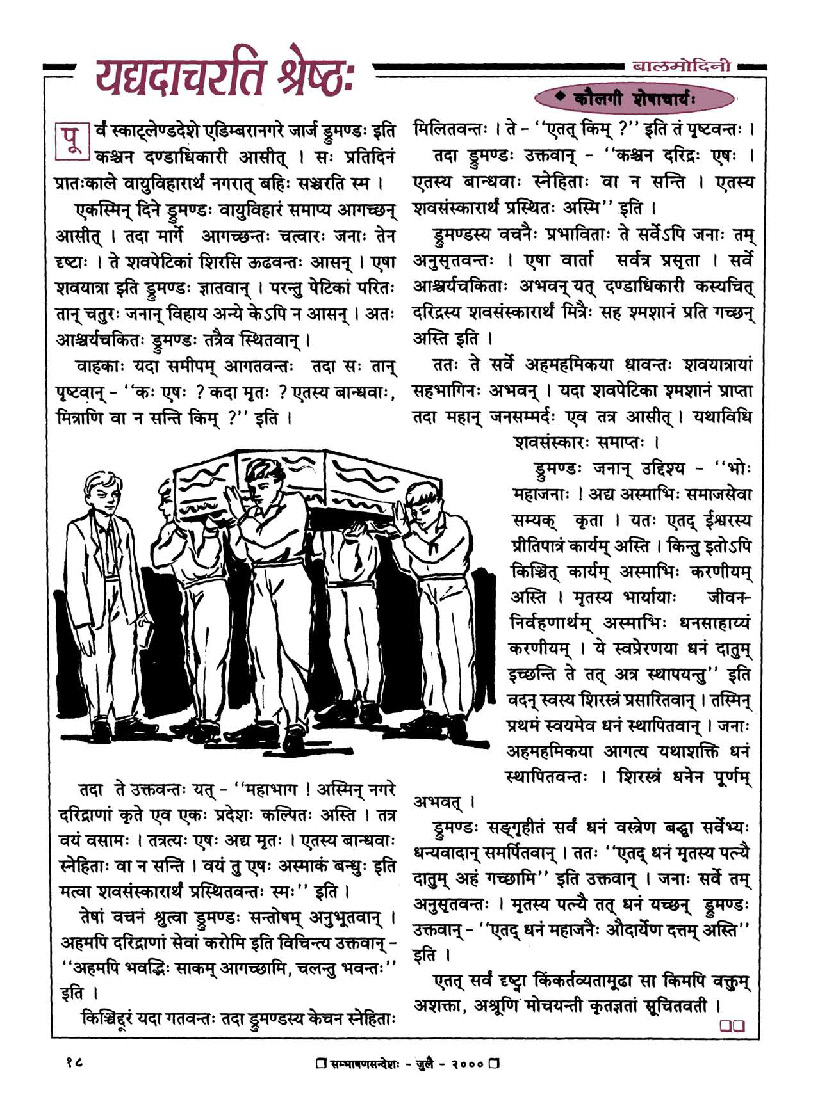 यद्यदाचरति श्रेष्ठः
बालमोदिनी
◆ कौलगी शेषाचार्यः
पूर्वं स्काट्लेण्डदेशे एडिम्बरानगरे जार्ज ड्रुमण्डः इति
कश्चन दण्डाधिकारी आसीत् । सः प्रतिदिनं
प्रातःकाले वायुविहारार्थं नगरात् बहिः सञ्चरति स्म ।
एकस्मिन् दिने ड्रुमण्डः वायुविहारं समाप्य आगच्छन्
आसीत् । तदा मार्गे आगच्छन्तः चत्वारः जनाः तेन
दृष्टाः । ते शवपेटिकां शिरसि ऊढवन्तः आसन् । एषा
शवयात्रा इति ड्रुमण्डः ज्ञातवान् । परन्तु पेटिकां परितः
तान् चतुरः जनान् विहाय अन्ये केऽपि न आसन् । अतः
आश्चर्यचकितः ड्रुमण्डः तत्रैव स्थितवान् ।
वाहकाः यदा समीपम् आगतवन्तः तदा सः तान्
पृष्टवान् - "कः एषः ? कदा मृतः ? एतस्य बान्धवाः,
मित्राणि वा न सन्ति किम् ?" इति ।
तदा ते उक्तवन्तः यत् - "महाभाग ! अस्मिन् नगरे
दरिद्राणां कृते एव एकः प्रदेशः कल्पितः अस्ति । तत्र
वयं वसामः । तत्रत्यः एषः अद्य मृतः । एतस्य बान्धवाः
स्नेहिताः वा न सन्ति । वयं तु एषः अस्माकं बन्धुः इति
मत्वा शवसंस्कारार्थं प्रस्थितवन्तः स्मः" इति ।
तेषां वचनं श्रुत्वा ड्रुमण्डः सन्तोषम् अनुभूतवान् ।
अहमपि दरिद्राणां सेवां करोमि इति विचिन्त्य उक्तवान् -
"अहमपि भवद्भिः साकम् आगच्छामि, चलन्तु भवन्तः"
इति ।
किञ्चिद्दूरं यदा गतवन्तः तदा ड्रुमण्डस्य केचन स्नेहिताः
मिलितवन्तः । ते - "एतत् किम् ?" इति तं पृष्टवन्तः ।
तदा ड्रुमण्डः उक्तवान् - "कश्चन दरिद्रः एषः ।
एतस्य बान्धवाः स्नेहिताः वा न सन्ति । एतस्य
शवसंस्कारार्थं प्रस्थितः अस्मि" इति ।
ड्रुमण्डस्य वचनैः प्रभाविताः ते सर्वेऽपि जनाः तम्
अनुसृतवन्तः । एषा वार्ता सर्वत्र प्रसृता । सर्वे
आश्चर्यचकिताः अभवन् यत् दण्डाधिकारी कस्यचित्
दरिद्रस्य शवसंस्कारार्थं मित्रैः सह श्मशानं प्रति गच्छन्
अस्ति इति ।
ततः ते सर्वे अहमहमिकया धावन्तः शवयात्रायां
सहभागिनः अभवन् । यदा शवपेटिका श्मशानं प्राप्ता
तदा महान् जनसम्मर्दः एव तत्र आसीत् । यथाविधि
शवसंस्कारः समाप्तः ।
ड्रुमण्डः जनान् उद्दिश्य - "भोः
महाजनाः ! अद्य अस्माभिः समाजसेवा
सम्यक् कृता । यतः एतद् ईश्वरस्य
प्रीतिपात्रं कार्यम् अस्ति । किन्तु इतोऽपि
किञ्चित् कार्यम् अस्माभिः करणीयम्
अस्ति । मृतस्य भार्यायाः जीवन-
निर्वहणार्थम् अस्माभिः धनसाहाय्यं
करणीयम् । ये स्वप्रेरणया धनं दातुम्
इच्छन्ति ते तत् अत्र स्थापयन्तु" इति
वदन् स्वस्य शिरस्त्रं प्रसारितवान् । तस्मिन्
प्रथमं स्वयमेव धनं स्थापितवान् । जनाः
अहमहमिकया आगत्य यथाशक्ति धनं
स्थापितवन्तः । शिरस्त्रं धनेन पूर्णम्
अभवत् ।
ड्रुमण्डः सङ्गृहीतं सर्वं धनं वस्त्रेण बद्ध्वा सर्वेभ्यः
धन्यवादान् समर्पितवान् । ततः "एतद् धनं मृतस्य पत्न्यै
दातुम् अहं गच्छामि" इति उक्तवान् । जनाः सर्वे तम्
अनुसृतवन्तः । मृतस्य पत्न्यै तत् धनं यच्छन् ड्रुमण्डः
उक्तवान् - "एतद् धनं महाजनैः औदार्येण दत्तम् अस्ति"
इति ।
एतत् सर्वं दृष्ट्वा किंकर्तव्यतामूढा सा किमपि वक्तुम्
अशक्ता, अश्रूणि मोचयन्ती कृतज्ञतां सूचितवती ।
१८
❐ सम्भाषणसन्देशः - जुलै - २००० ❐